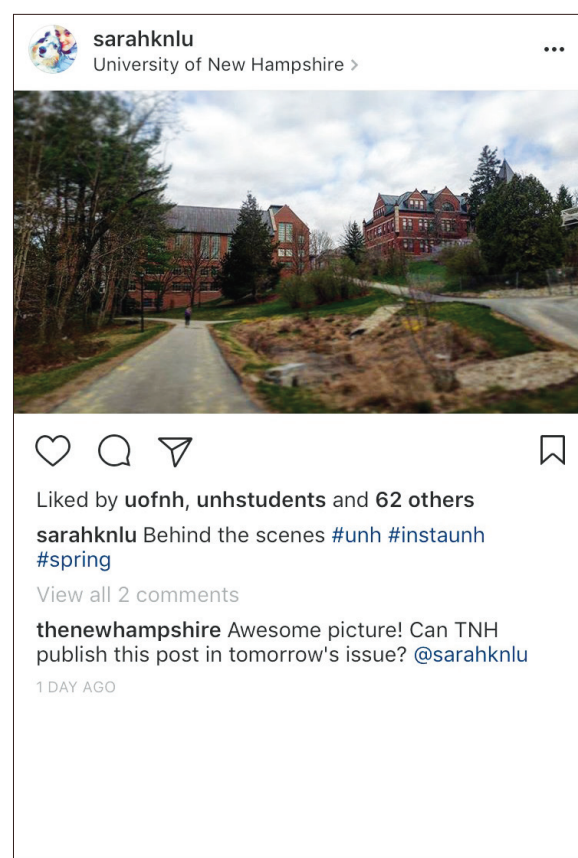 sarahknlu
University of New Hampshire >
Liked by uofnh, unhstudents and 62 others
sarahknlu Behind the scenes #unh #instaunh
#spring
View all 2 comments
thenewhampshire Awesome picture! Can TNH
publish this post in tomorrow's issue? @sarahknlu
1 DAY AGO